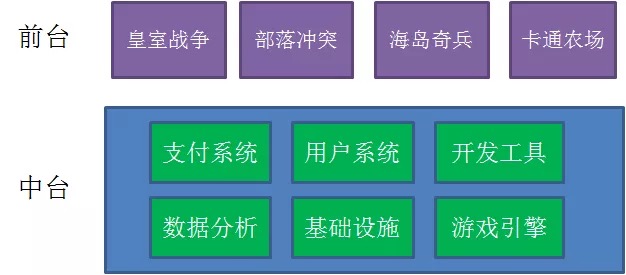 前台
皇室战争 部落冲突 海岛奇兵 卡通农场
中台
支付系统 用户系统 开发工具
数据分析 基础设施 游戏引擎